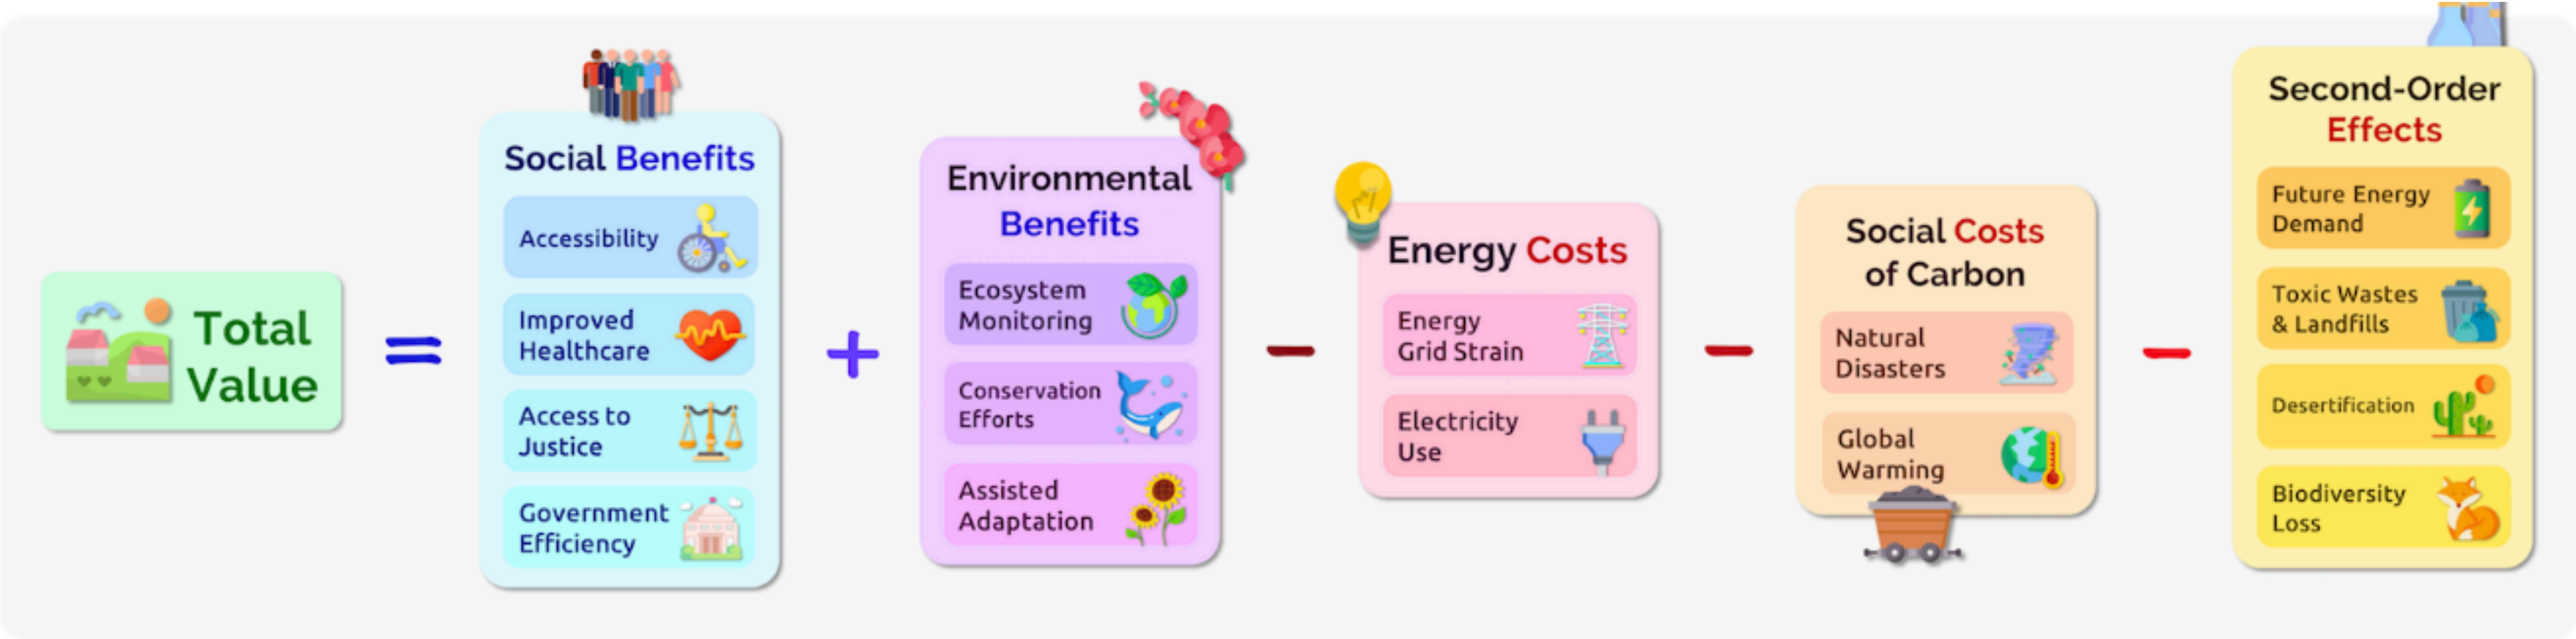 Total
Value
=
Social Benefits
Accessibility
Improved
Healthcare
Access to
Justice
Government
Efficiency
+
Environmental
Benefits
Ecosystem
Monitoring
Conservation
Efforts
Assisted
Adaptation
−
Energy Costs
Energy
Grid Strain
Electricity
Use
−
Social Costs
of Carbon
Natural
Disasters
Global
Warming
−
Second-Order
Effects
Future Energy
Demand
Toxic Wastes
& Landfills
Desertification
Biodiversity
Loss